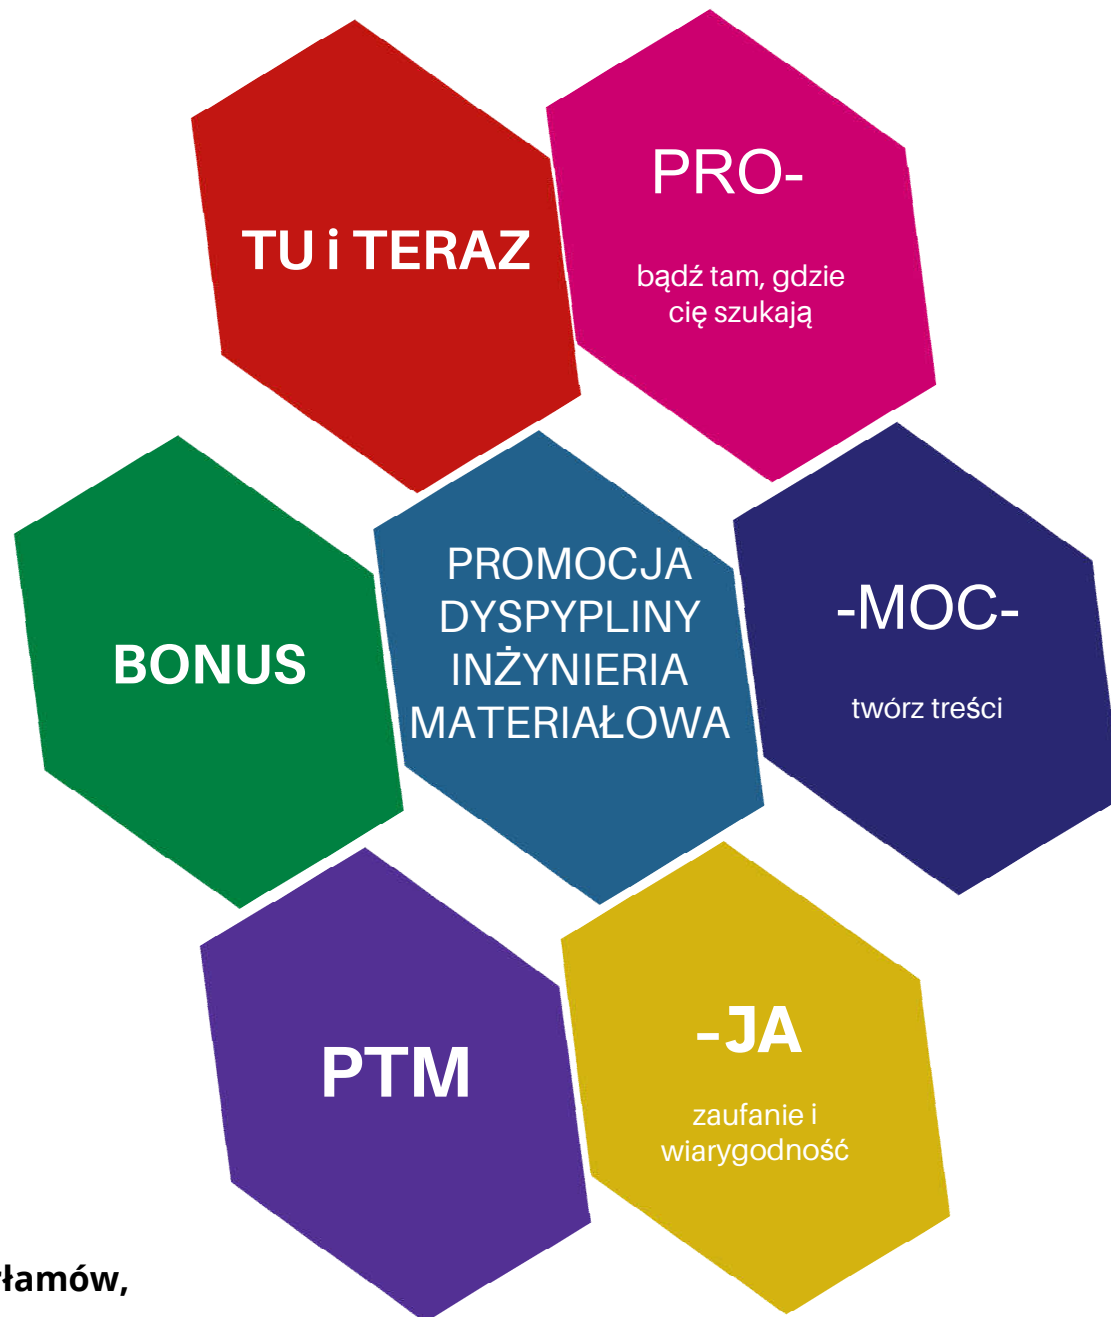 TU i TERAZ
PRO-
bądź tam, gdzie
cię szukają
BONUS
PROMOCJA
DYSPYPLINY
INŻYNIERIA
MATERIAŁOWA
-MOC-
twórz treści
PTM
-JA
zaufanie i
wiarygodność